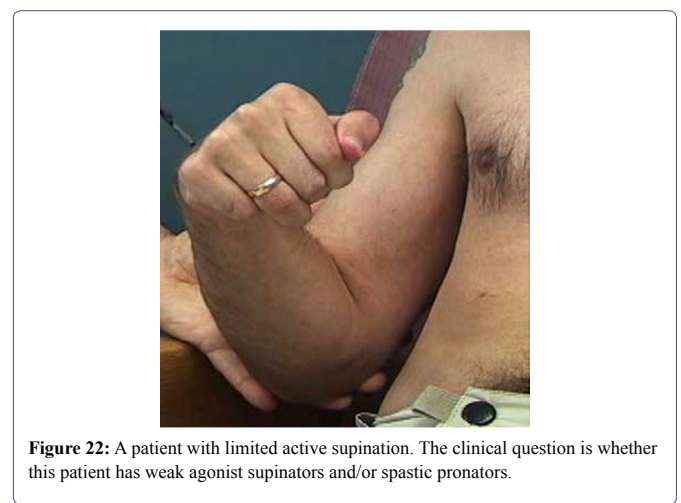 Figure 22: A patient with limited active supination. The clinical question is whether
this patient has weak agonist supinators and/or spastic pronators.